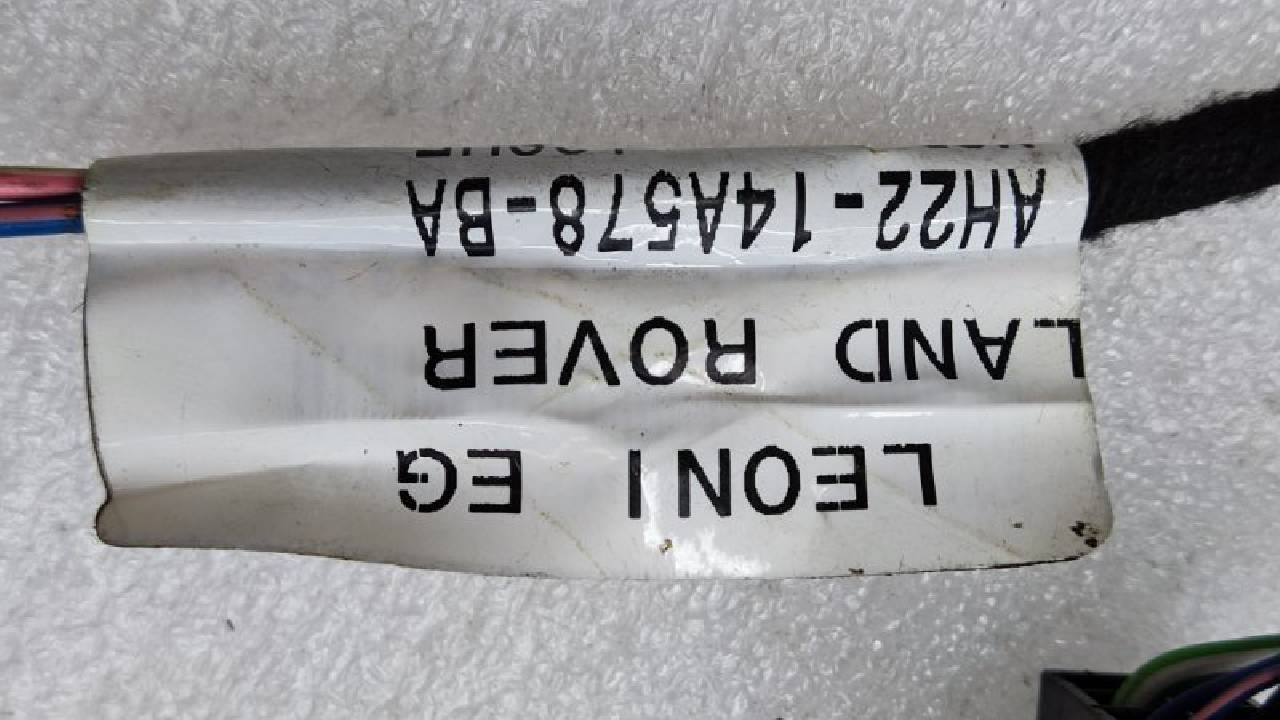 LEONI EG
LAND ROVER
AH22-14A578-BA